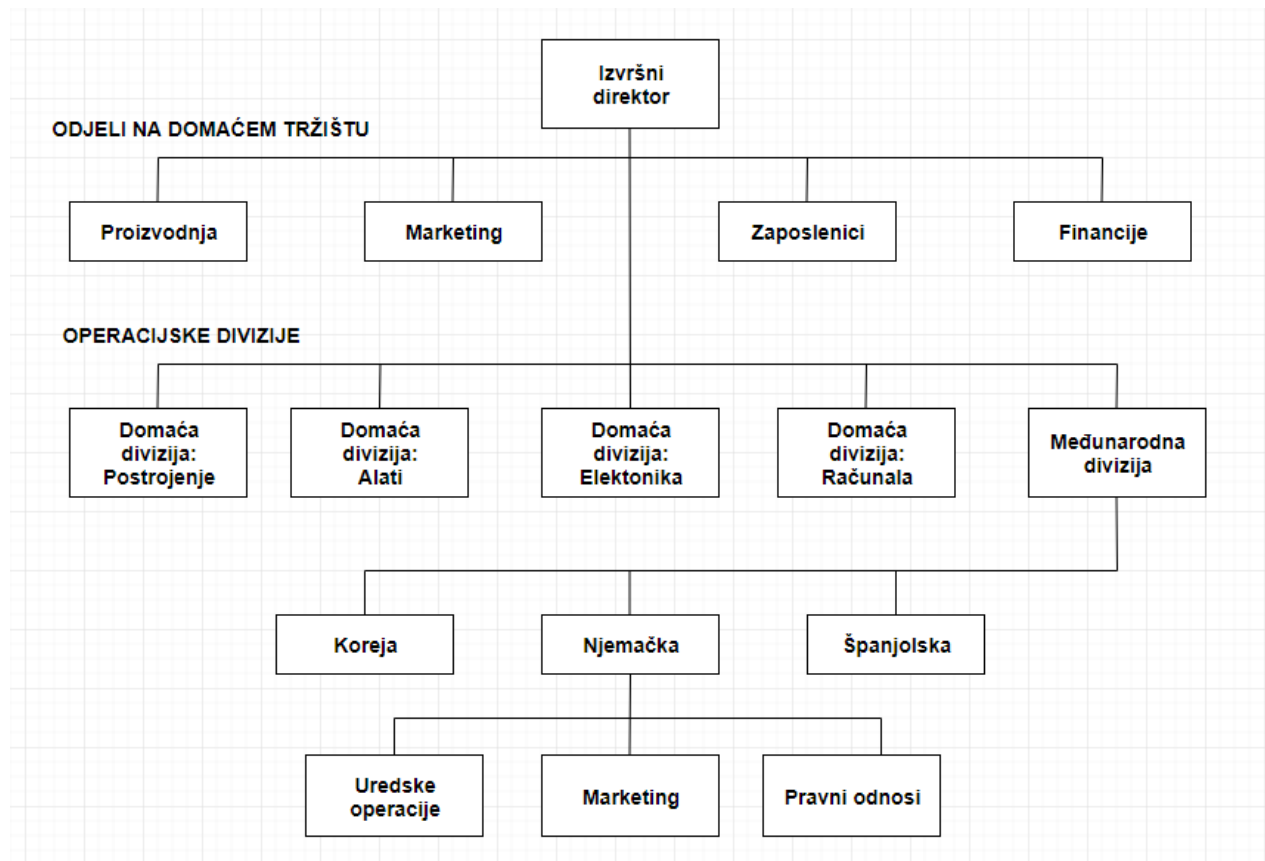 Izvršni
direktor
ODJELI NA DOMAĆEM TRŽIŠTU
Proizvodnja
Marketing
Zaposlenici
Financije
OPERACIJSKE DIVIZIJE
Domaća
divizija:
Postrojenje
Domaća
divizija:
Alati
Domaća
divizija:
Elektonika
Domaća
divizija:
Računala
Međunarodna
divizija
Koreja
Njemačka
Španjolska
Uredske
operacije
Marketing
Pravni odnosi